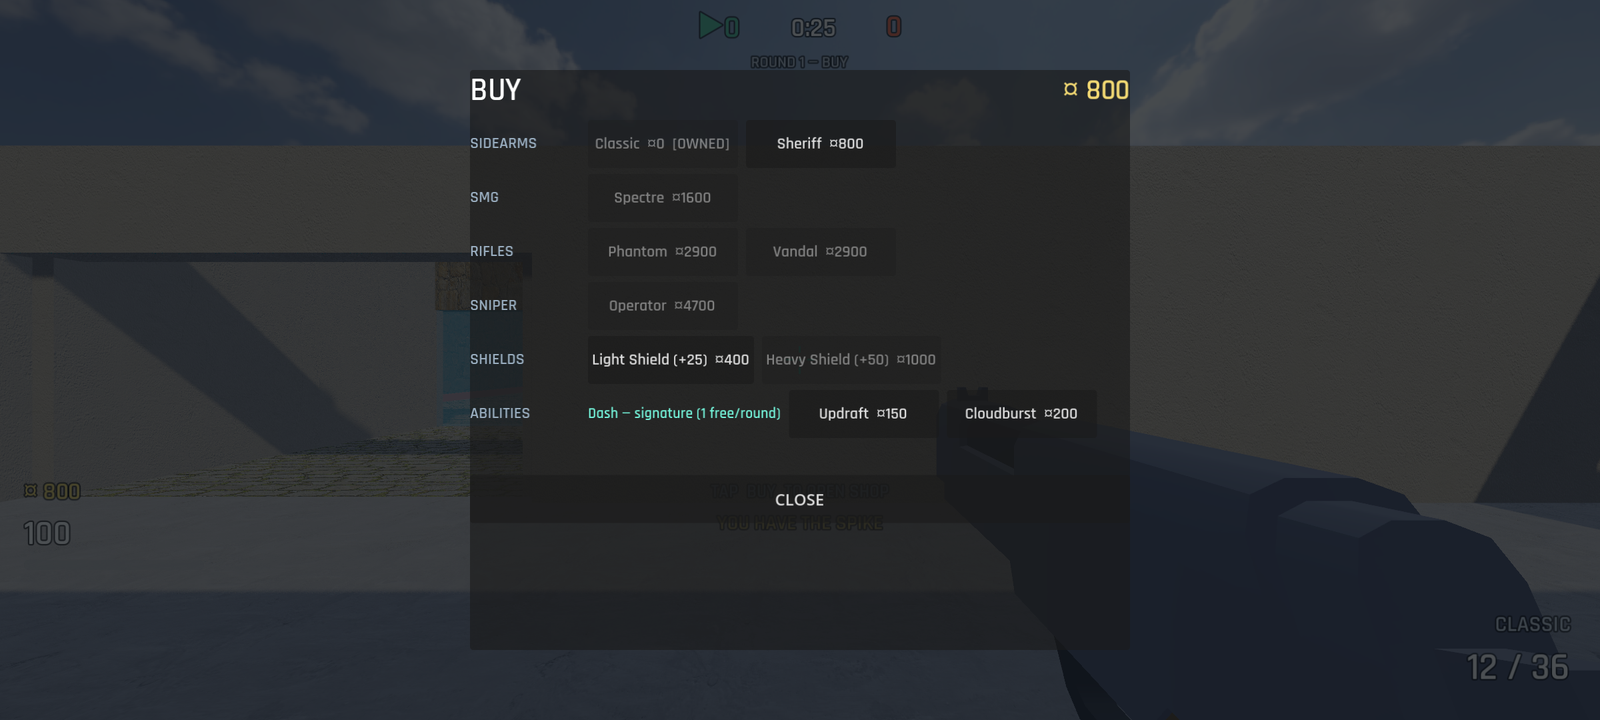 0 0:25 0
ROUND 1 – BUY
BUY ¤ 800
SIDEARMS Classic ¤0 [OWNED] Sheriff ¤800
SMG Spectre ¤1600
RIFLES Phantom ¤2900 Vandal ¤2900
SNIPER Operator ¤4700
SHIELDS Light Shield (+25) ¤400 Heavy Shield (+50) ¤1000
ABILITIES Dash – signature (1 free/round) Updraft ¤150 Cloudburst ¤200
¤ 800
CLOSE
YOU HAVE THE SPIKE
100
CLASSIC
12 / 36